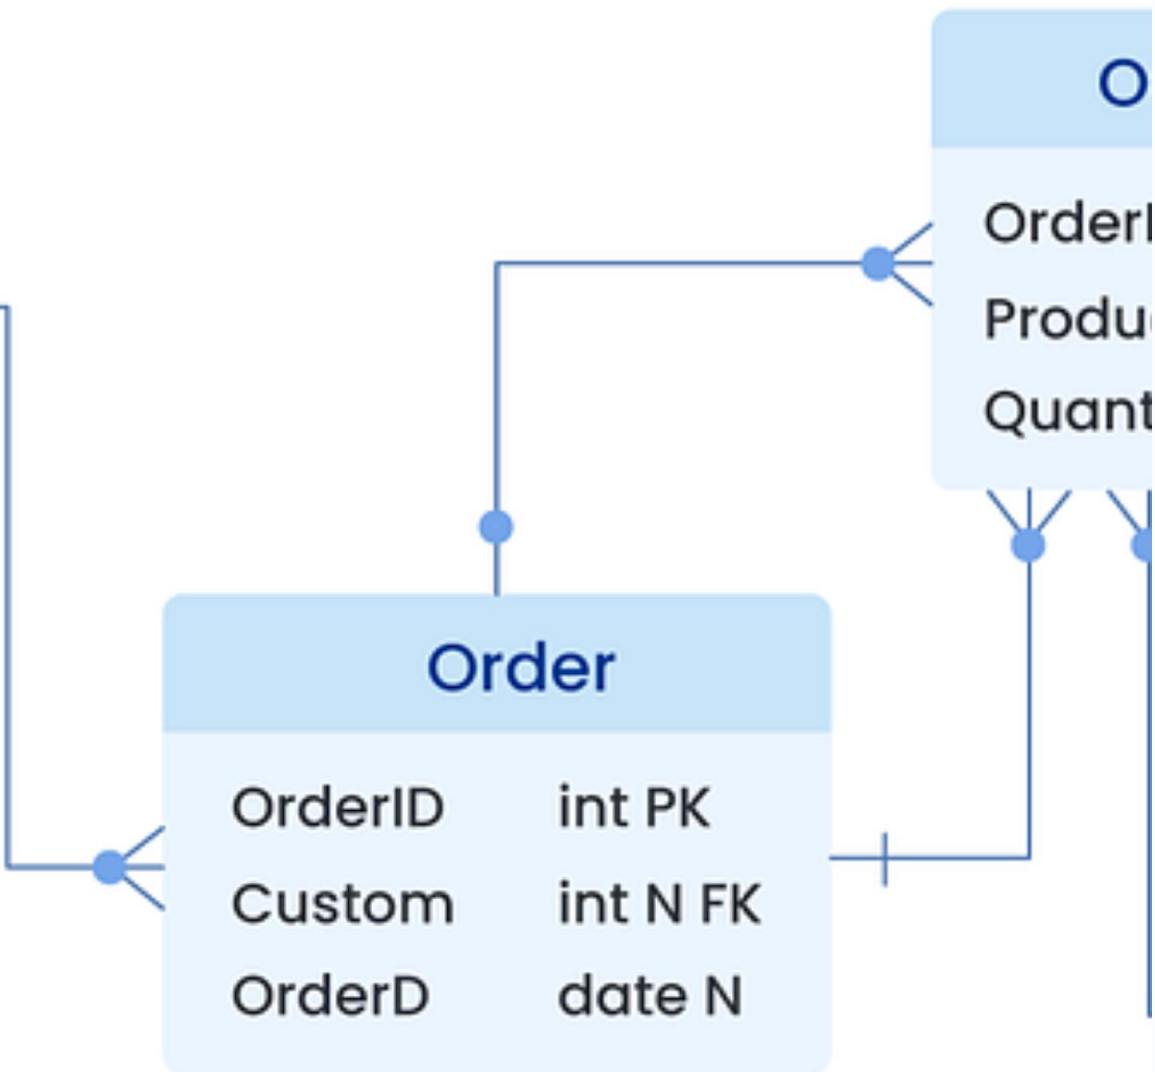 O
Order
Produ
Quant
Order
OrderID int PK
Custom int N FK
OrderD date N